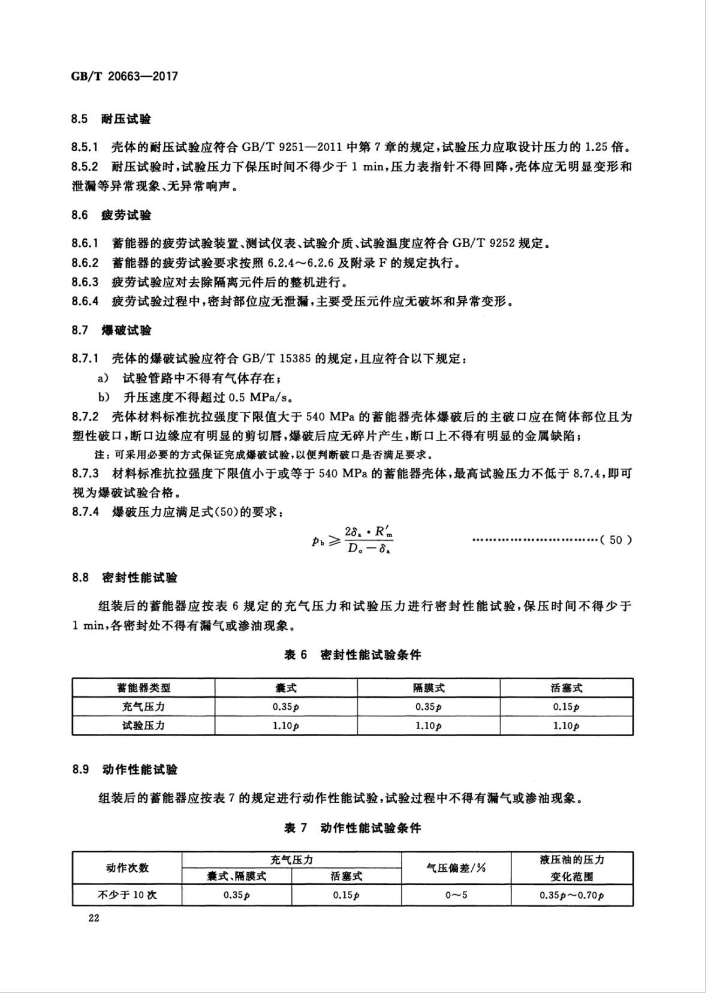 GB/T 20663—2017
8.5 耐压试验
8.5.1 壳体的耐压试验应符合 GB/T 9251—2011 中第 7 章的规定,试验压力应取设计压力的 1.25 倍。
8.5.2 耐压试验时,试验压力下保压时间不得少于 1 min,压力表指针不得回降,壳体应无明显变形和
泄漏等异常现象、无异常响声。
8.6 疲劳试验
8.6.1 蓄能器的疲劳试验装置、测试仪表、试验介质、试验温度应符合 GB/T 9252 规定。
8.6.2 蓄能器的疲劳试验要求按照 6.2.4～6.2.6 及附录 F 的规定执行。
8.6.3 疲劳试验应对去除隔离元件后的整机进行。
8.6.4 疲劳试验过程中,密封部位应无泄漏,主要受压元件应无破坏和异常变形。
8.7 爆破试验
8.7.1 壳体的爆破试验应符合 GB/T 15385 的规定,且应符合以下规定:
a) 试验管路中不得有气体存在;
b) 升压速度不得超过 0.5 MPa/s。
8.7.2 壳体材料标准抗拉强度下限值大于 540 MPa 的蓄能器壳体爆破后的主破口应在筒体部位且为
塑性破口,断口边缘应有明显的剪切唇,爆破后应无碎片产生,断口上不得有明显的金属缺陷;
注:可采用必要的方式保证完成爆破试验,以便判断破口是否满足要求。
8.7.3 材料标准抗拉强度下限值小于或等于 540 MPa 的蓄能器壳体,最高试验压力不低于 8.7.4,即可
视为爆破试验合格。
8.7.4 爆破压力应满足式(50)的要求:
p_b ≥ 2δ_a · R′_m / (D_o − δ_a) ……………………………( 50 )
8.8 密封性能试验
组装后的蓄能器应按表 6 规定的充气压力和试验压力进行密封性能试验,保压时间不得少于
1 min,各密封处不得有漏气或渗油现象。
表 6 密封性能试验条件
蓄能器类型 囊式 隔膜式 活塞式
充气压力 0.35p 0.35p 0.15p
试验压力 1.10p 1.10p 1.10p
8.9 动作性能试验
组装后的蓄能器应按表 7 的规定进行动作性能试验,试验过程中不得有漏气或渗油现象。
表 7 动作性能试验条件
动作次数 充气压力 气压偏差/% 液压油的压力
变化范围
囊式、隔膜式 活塞式
不少于 10 次 0.35p 0.15p 0～5 0.35p～0.70p
22